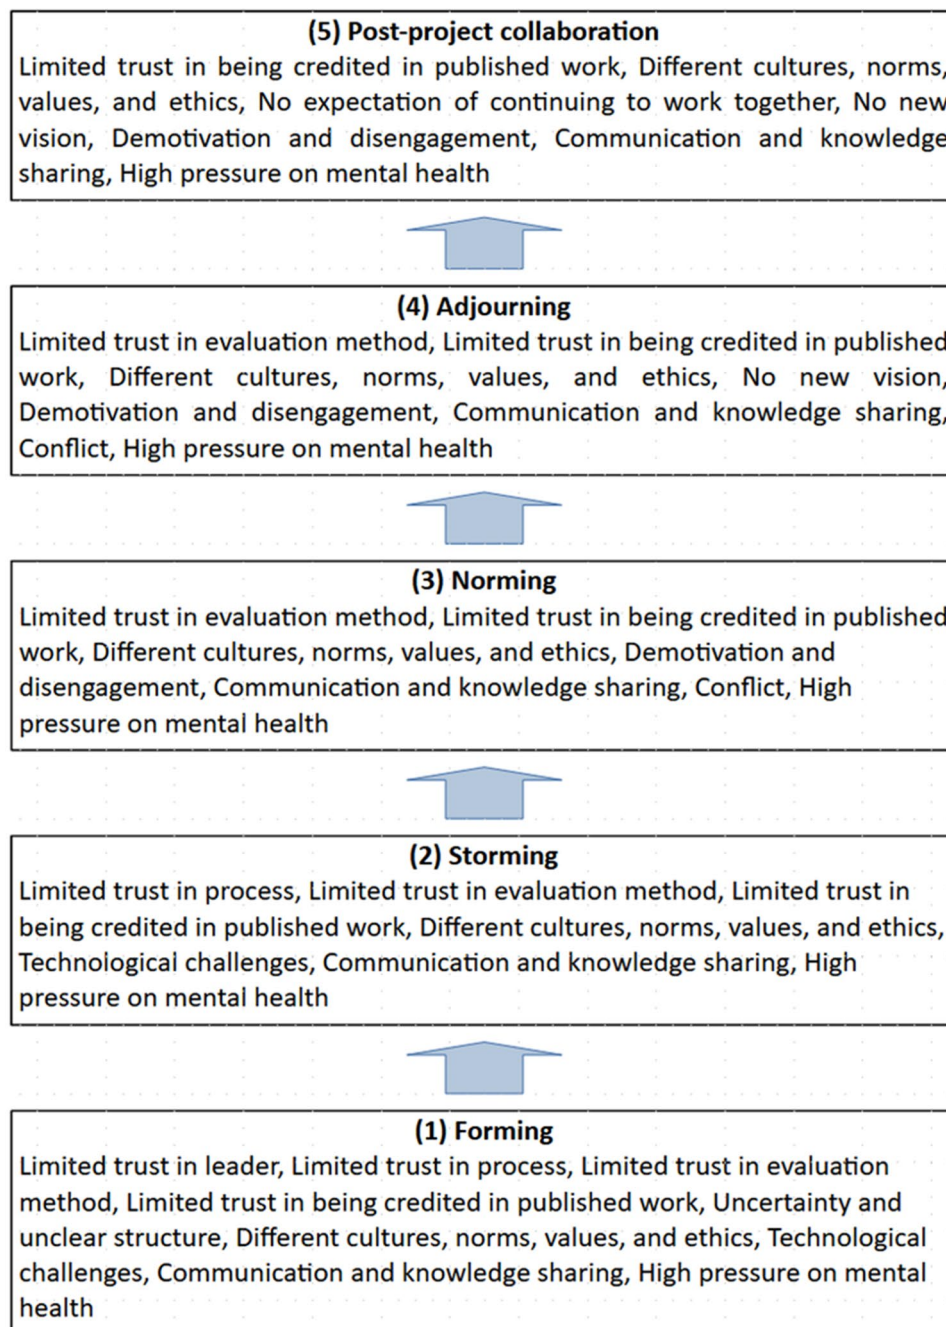 (5) Post-project collaboration
Limited trust in being credited in published work, Different cultures, norms,
values, and ethics, No expectation of continuing to work together, No new
vision, Demotivation and disengagement, Communication and knowledge
sharing, High pressure on mental health
(4) Adjourning
Limited trust in evaluation method, Limited trust in being credited in published
work, Different cultures, norms, values, and ethics, No new vision,
Demotivation and disengagement, Communication and knowledge sharing,
Conflict, High pressure on mental health
(3) Norming
Limited trust in evaluation method, Limited trust in being credited in published
work, Different cultures, norms, values, and ethics, Demotivation and
disengagement, Communication and knowledge sharing, Conflict, High
pressure on mental health
(2) Storming
Limited trust in process, Limited trust in evaluation method, Limited trust in
being credited in published work, Different cultures, norms, values, and ethics,
Technological challenges, Communication and knowledge sharing, High
pressure on mental health
(1) Forming
Limited trust in leader, Limited trust in process, Limited trust in evaluation
method, Limited trust in being credited in published work, Uncertainty and
unclear structure, Different cultures, norms, values, and ethics, Technological
challenges, Communication and knowledge sharing, High pressure on mental
health